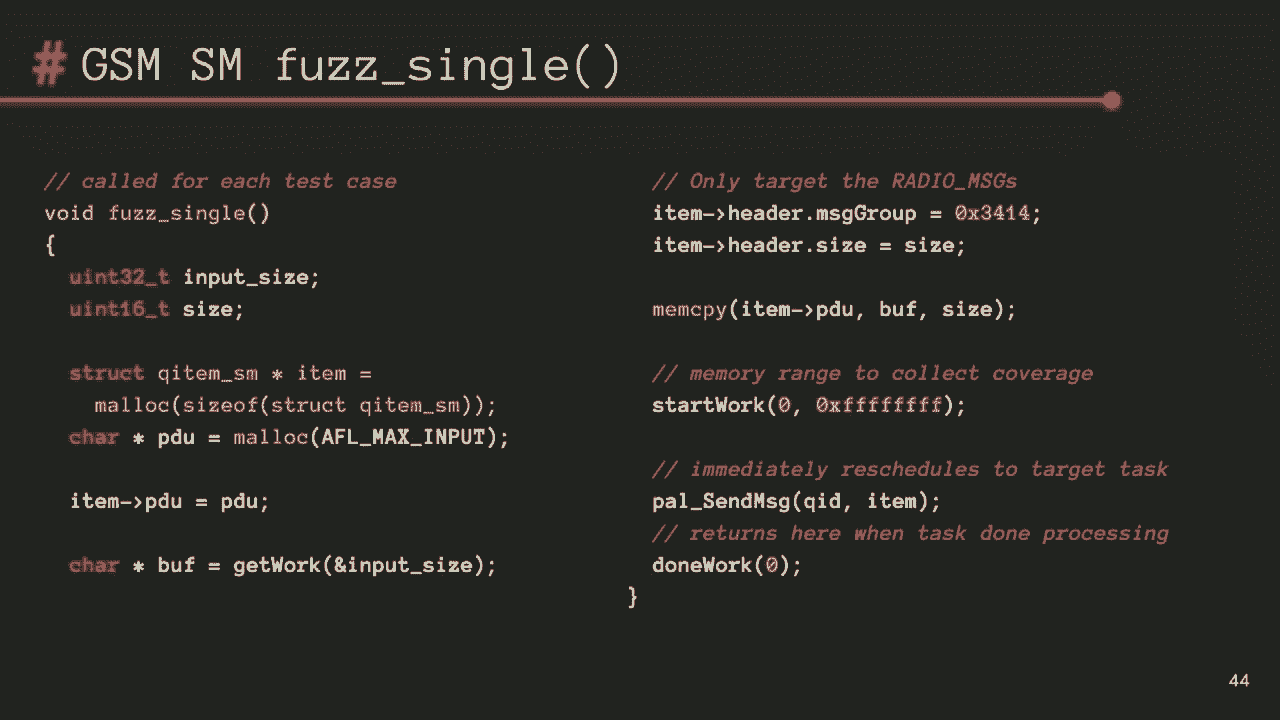 # GSM SM fuzz_single()
// called for each test case
void fuzz_single()
{
uint32_t input_size;
uint16_t size;
struct qitem_sm * item =
malloc(sizeof(struct qitem_sm));
char * pdu = malloc(AFL_MAX_INPUT);
item->pdu = pdu;
char * buf = getWork(&input_size);
// Only target the RADIO_MSGs
item->header.msgGroup = 0x3414;
item->header.size = size;
memcpy(item->pdu, buf, size);
// memory range to collect coverage
startWork(0, 0xffffffff);
// immediately reschedules to target task
pal_SendMsg(qid, item);
// returns here when task done processing
doneWork(0);
}
44